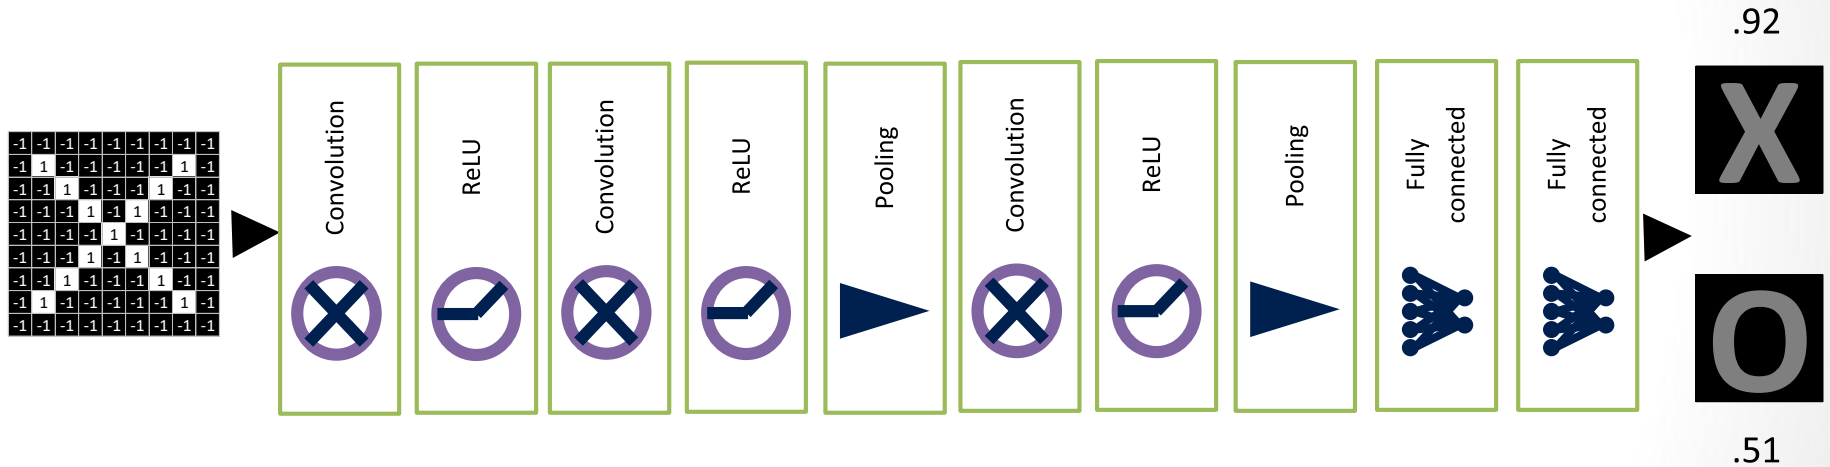 -1 -1 -1 -1 -1 -1 -1 -1 -1
-1 1 -1 -1 -1 -1 -1 1 -1
-1 -1 1 -1 -1 -1 1 -1 -1
-1 -1 -1 1 -1 1 -1 -1 -1
-1 -1 -1 -1 1 -1 -1 -1 -1
-1 -1 -1 1 -1 1 -1 -1 -1
-1 -1 1 -1 -1 -1 1 -1 -1
-1 1 -1 -1 -1 -1 -1 1 -1
-1 -1 -1 -1 -1 -1 -1 -1 -1
Convolution
ReLU
Convolution
ReLU
Pooling
Convolution
ReLU
Pooling
Fully
connected
Fully
connected
.92
X
O
.51